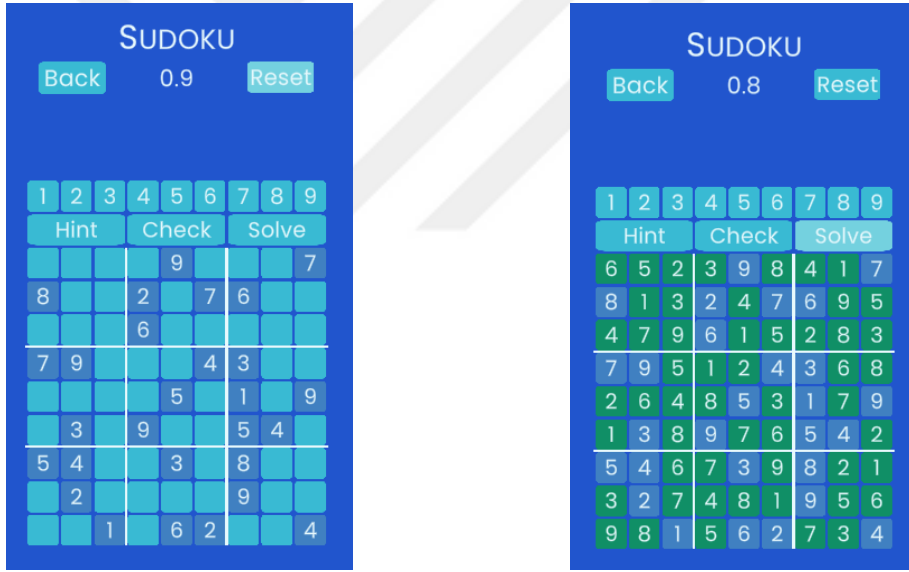 SUDOKU
Back 0.9 Reset
1 2 3 4 5 6 7 8 9
Hint Check Solve
9 7
8 2 7 6
6
7 9 4 3
5 1 9
3 9 5 4
5 4 3 8
2 9
1 6 2 4
SUDOKU
Back 0.8 Reset
1 2 3 4 5 6 7 8 9
Hint Check Solve
6 5 2 3 9 8 4 1 7
8 1 3 2 4 7 6 9 5
4 7 9 6 1 5 2 8 3
7 9 5 1 2 4 3 6 8
2 6 4 8 5 3 1 7 9
1 3 8 9 7 6 5 4 2
5 4 6 7 3 9 8 2 1
3 2 7 4 8 1 9 5 6
9 8 1 5 6 2 7 3 4